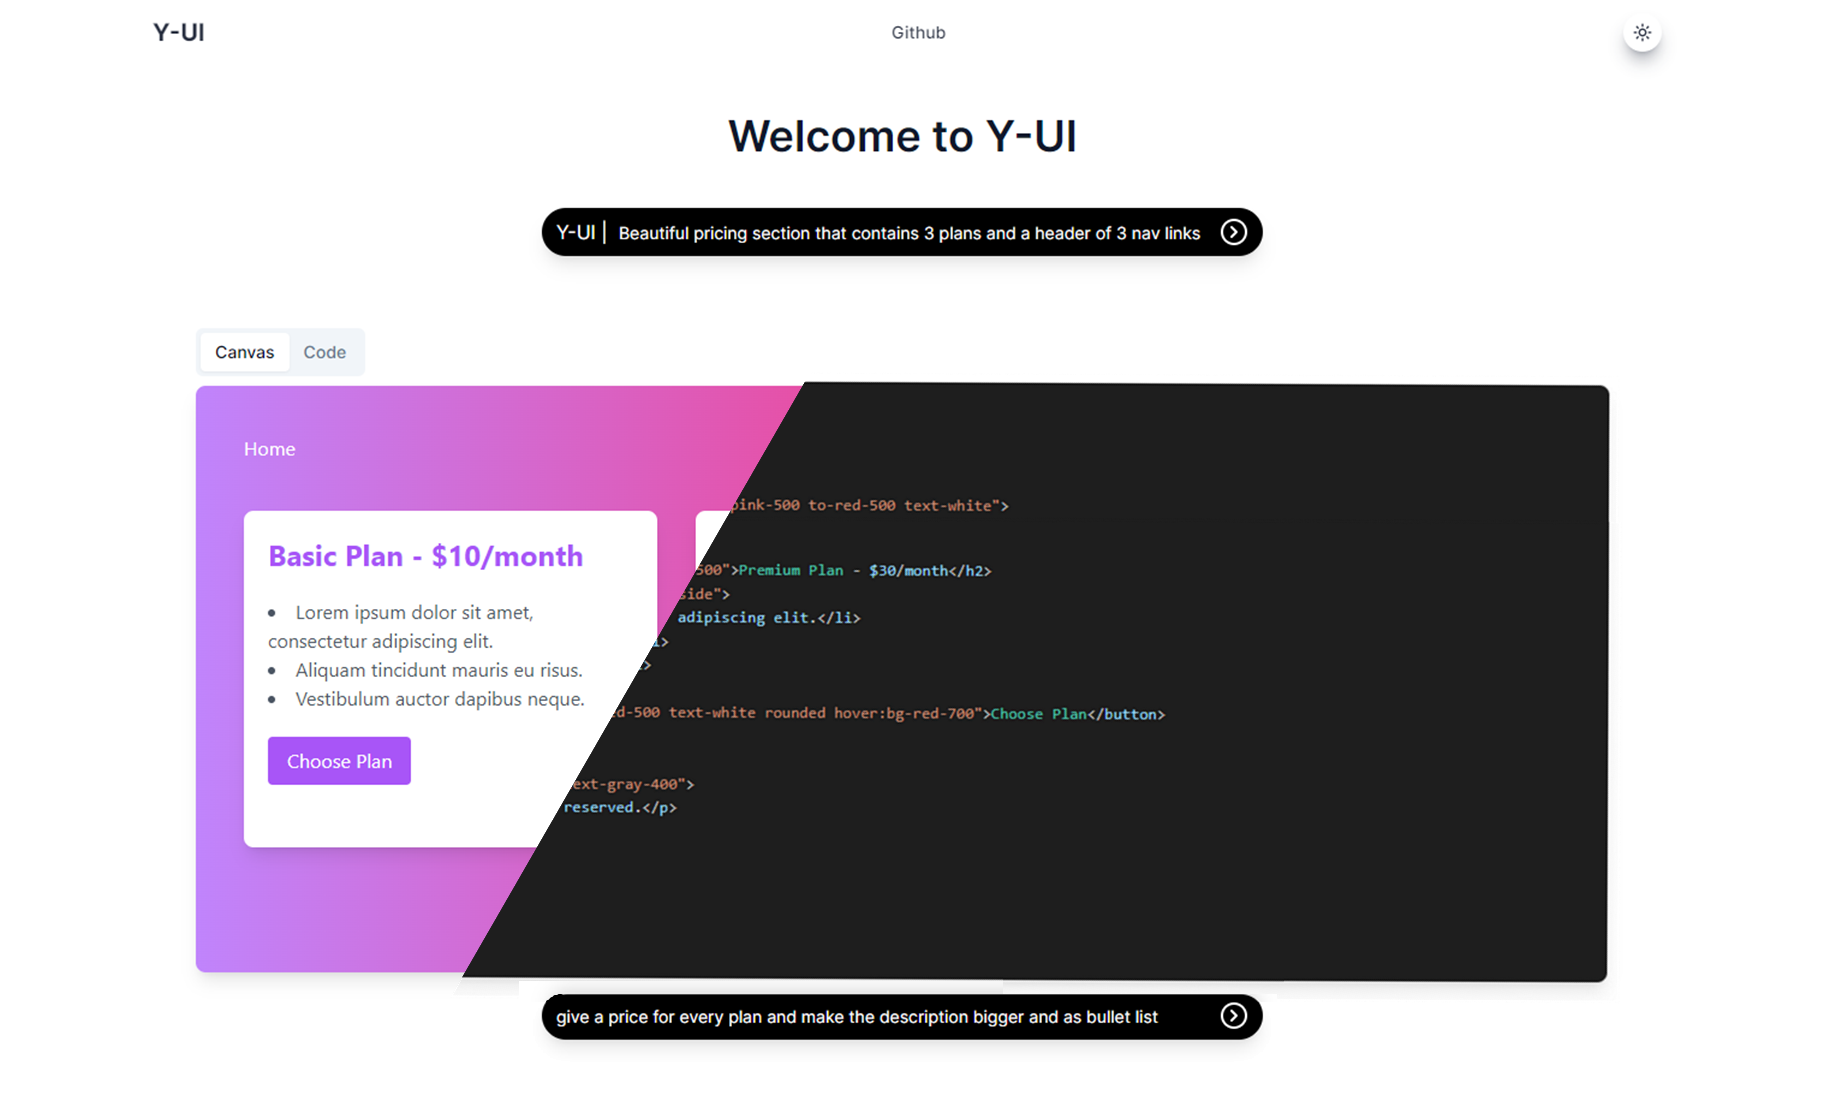 Y-UI
Github
Welcome to Y-UI
Y-UI | Beautiful pricing section that contains 3 plans and a header of 3 nav links
Canvas
Code
Home
Basic Plan - $10/month
• Lorem ipsum dolor sit amet,
consectetur adipiscing elit.
• Aliquam tincidunt mauris eu risus.
• Vestibulum auctor dapibus neque.
Choose Plan
pink-500 to-red-500 text-white">
500">Premium Plan - $30/month</h2>
side">
adipiscing elit.</li>
>
>
d-500 text-white rounded hover:bg-red-700">Choose Plan</button>
ext-gray-400">
reserved.</p>
give a price for every plan and make the description bigger and as bullet list